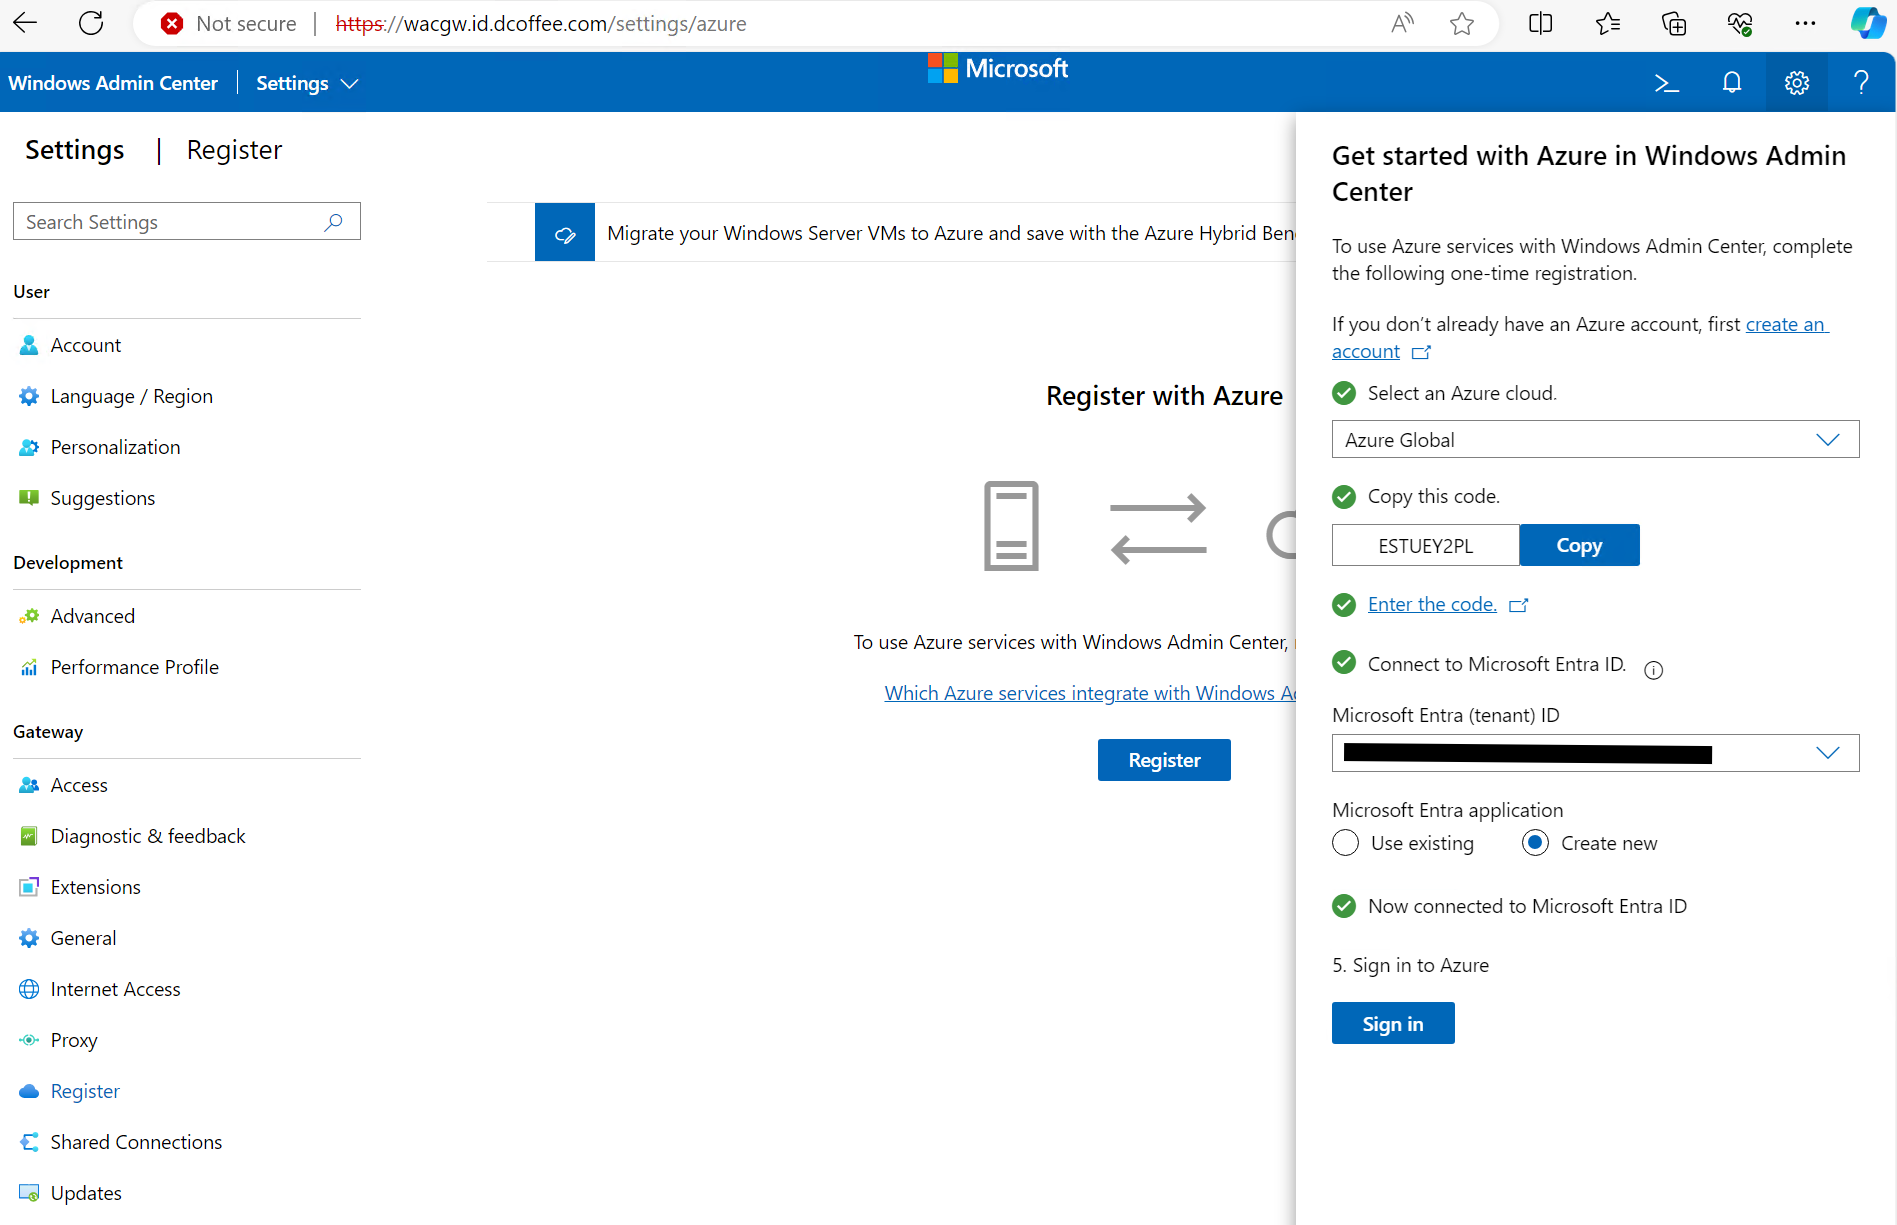 Not secure | https://wacgw.id.dcoffee.com/settings/azure
Windows Admin Center | Settings
Microsoft
Settings | Register
Search Settings
User
Account
Language / Region
Personalization
Suggestions
Development
Advanced
Performance Profile
Gateway
Access
Diagnostic & feedback
Extensions
General
Internet Access
Proxy
Register
Shared Connections
Updates
Migrate your Windows Server VMs to Azure and save with the Azure Hybrid
Register with Azure
To use Azure services with Windows Admin Center,
Which Azure services integrate with Windows
Register
Get started with Azure in Windows Admin
Center
To use Azure services with Windows Admin Center, complete
the following one-time registration.
If you don’t already have an Azure account, first create an
account
Select an Azure cloud.
Azure Global
Copy this code.
ESTUEY2PL
Copy
Enter the code.
Connect to Microsoft Entra ID.
Microsoft Entra (tenant) ID
Microsoft Entra application
Use existing
Create new
Now connected to Microsoft Entra ID
5. Sign in to Azure
Sign in